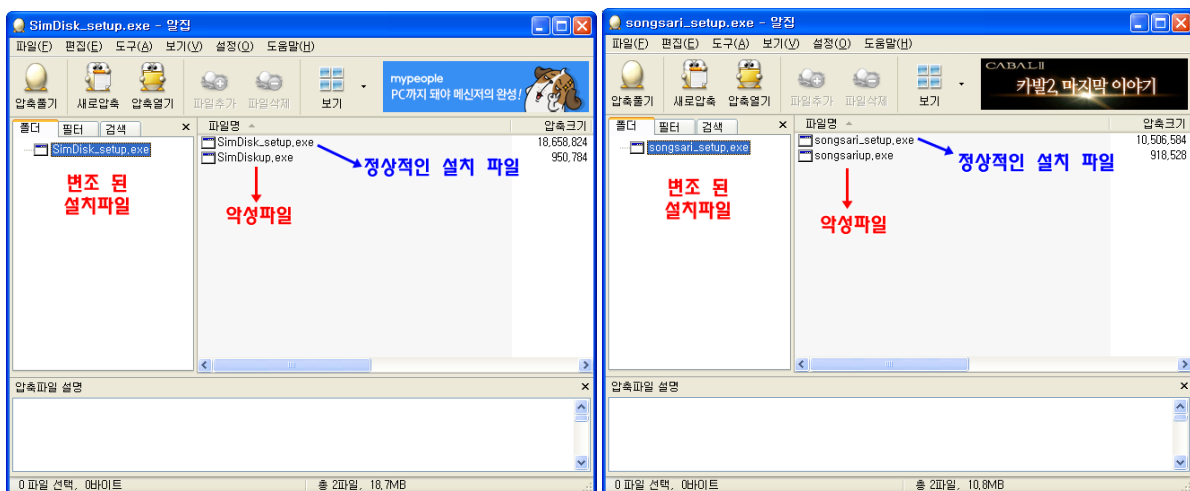 SimDisk_setup.exe - 알집
파일(F) 편집(E) 도구(A) 보기(V) 설정(O) 도움말(H)
압축풀기 새로압축 압축열기 파일추가 파일삭제 보기
mypeople
PC까지 돼야 메신저의 완성!
폴더 필터 검색 × 파일명 압축크기
SimDisk_setup.exe
SimDisk_setup.exe 18,658,824
SimDiskup.exe 950,784
정상적인 설치 파일
변조 된
설치파일
악성파일
압축파일 설명 ×
0 파일 선택, 0바이트 총 2파일, 18.7MB
songsari_setup.exe - 알집
파일(F) 편집(E) 도구(A) 보기(V) 설정(O) 도움말(H)
압축풀기 새로압축 압축열기 파일추가 파일삭제 보기
CABALII
카발2, 마지막 이야기
폴더 필터 검색 × 파일명 압축크기
songsari_setup.exe
songsari_setup.exe 10,506,584
songsariup.exe 918,528
정상적인 설치 파일
변조 된
설치파일
악성파일
압축파일 설명 ×
0 파일 선택, 0바이트 총 2파일, 10.8MB